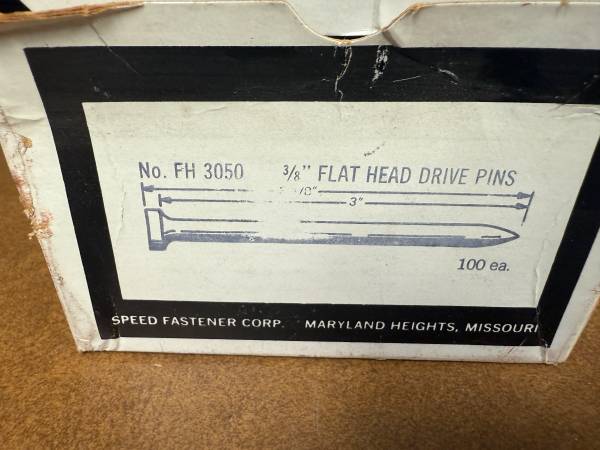 No. FH 3050 3/8" FLAT HEAD DRIVE PINS
3"
100 ea.
SPEED FASTENER CORP. MARYLAND HEIGHTS, MISSOURI